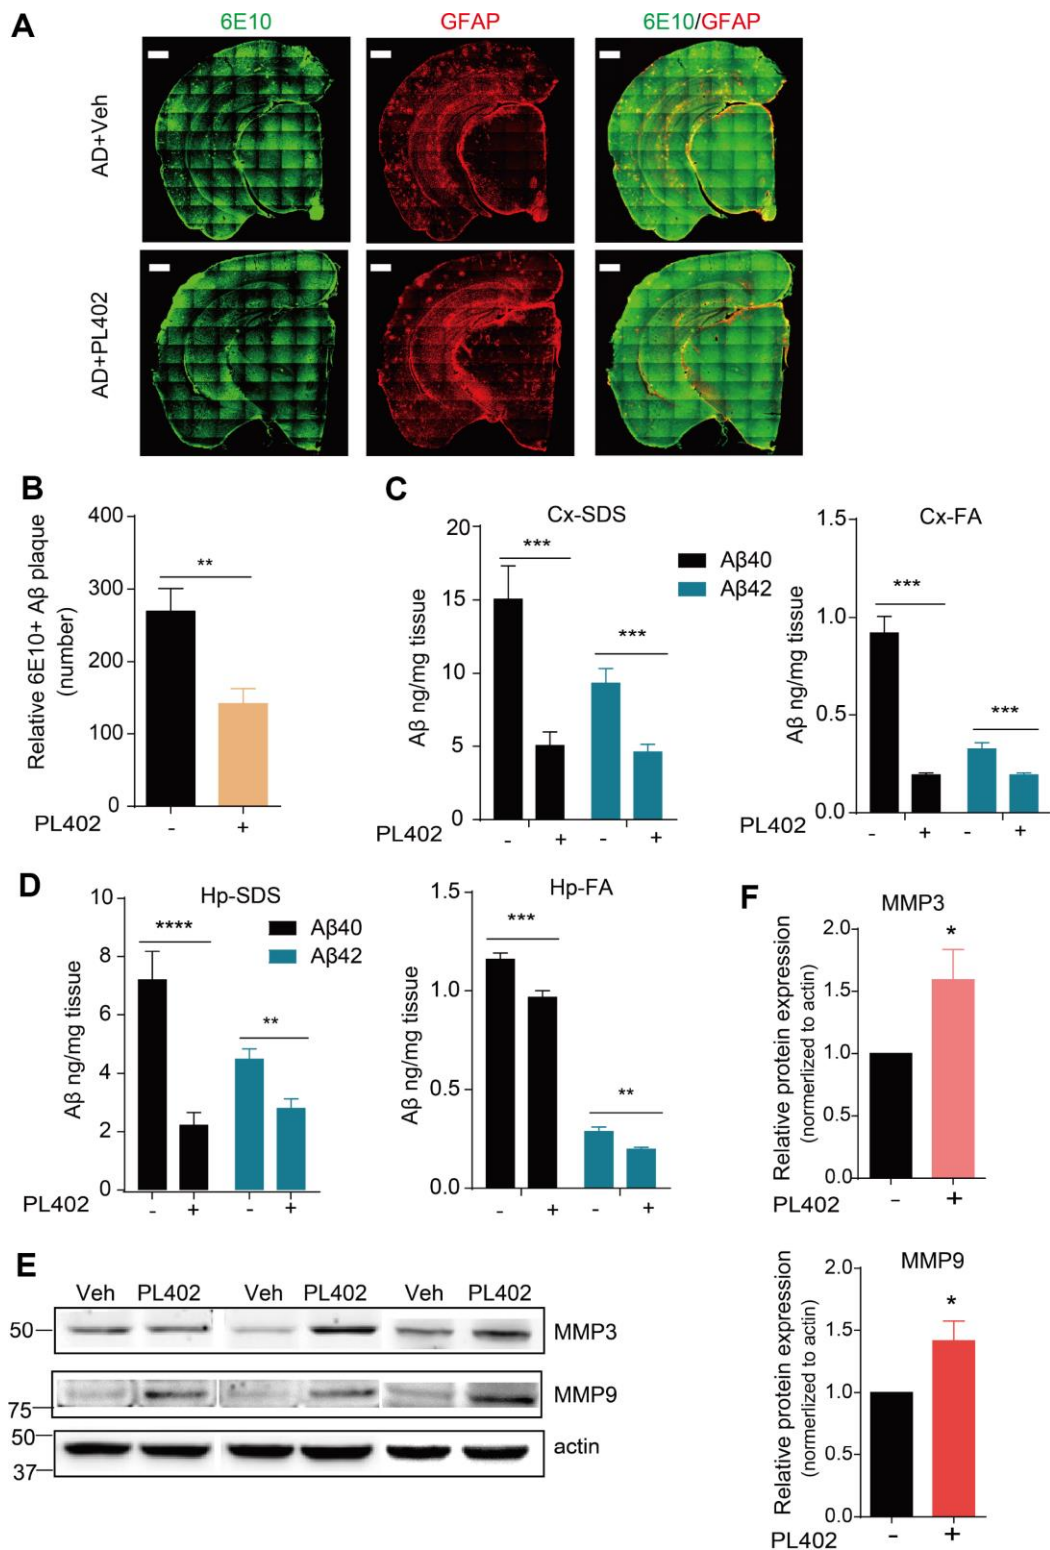 A
6E10
GFAP
6E10/GFAP
AD+Veh
AD+PL402
B
400
300
200
100
0
Relative 6E10+ Aβ plaque
(number)
**
PL402
-
+
C
Cx-SDS
20
15
10
5
0
Aβ ng/mg tissue
***
***
Aβ40
Aβ42
PL402
-
+
-
+
Cx-FA
1.5
1.0
0.5
0.0
Aβ ng/mg tissue
***
***
PL402
-
+
-
+
D
Hp-SDS
10
8
6
4
2
0
Aβ ng/mg tissue
****
**
Aβ40
Aβ42
PL402
-
+
-
+
Hp-FA
1.5
1.0
0.5
0.0
Aβ ng/mg tissue
***
**
PL402
-
+
-
+
E
Veh PL402 Veh PL402 Veh PL402
50
MMP3
75
MMP9
50
37
actin
F
MMP3
2.0
1.5
1.0
0.5
0.0
Relative protein expression
(normerlized to actin)
*
PL402
-
+
MMP9
2.0
1.5
1.0
0.5
0.0
Relative protein expression
(normerlized to actin)
*
PL402
-
+